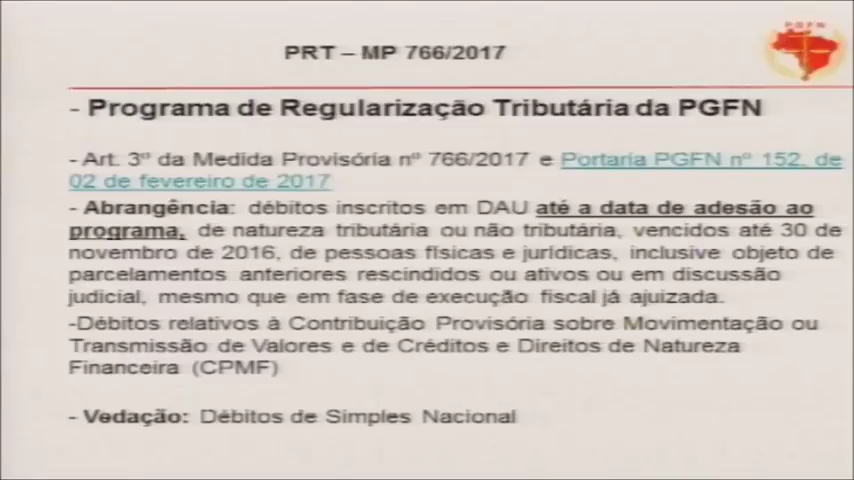 PGFN
PRT – MP 766/2017
- Programa de Regularização Tributária da PGFN
- Art. 3º da Medida Provisória nº 766/2017 e Portaria PGFN nº 152, de
02 de fevereiro de 2017
- Abrangência: débitos inscritos em DAU até a data de adesão ao
programa, de natureza tributária ou não tributária, vencidos até 30 de
novembro de 2016, de pessoas físicas e jurídicas, inclusive objeto de
parcelamentos anteriores rescindidos ou ativos ou em discussão
judicial, mesmo que em fase de execução fiscal já ajuizada.
-Débitos relativos à Contribuição Provisória sobre Movimentação ou
Transmissão de Valores e de Créditos e Direitos de Natureza
Financeira (CPMF)
- Vedação: Débitos de Simples Nacional